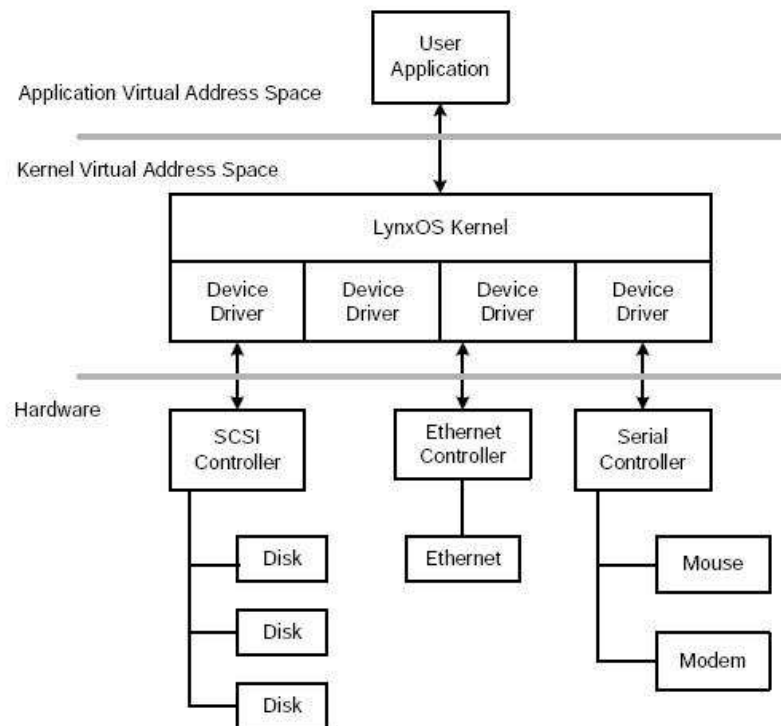 User
Application
Application Virtual Address Space
Kernel Virtual Address Space
LynxOS Kernel
Device
Driver
Device
Driver
Device
Driver
Device
Driver
Hardware
SCSI
Controller
Ethernet
Controller
Serial
Controller
Disk
Ethernet
Mouse
Disk
Modem
Disk